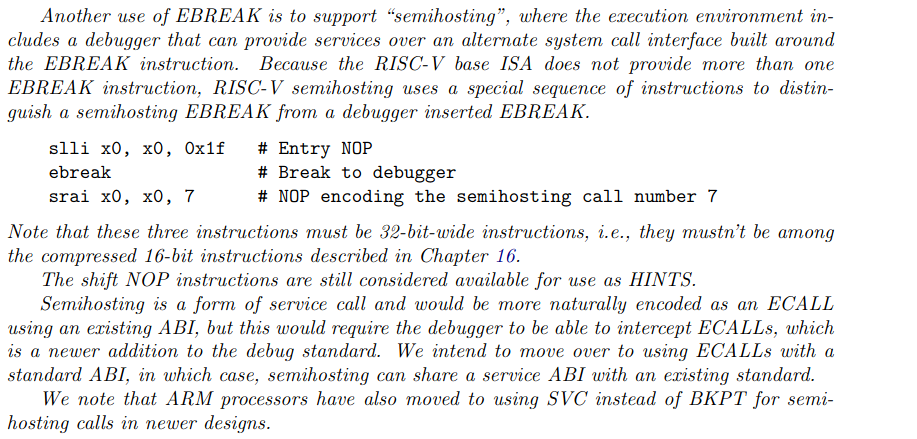 Another use of EBREAK is to support “semihosting”, where the execution environment in-
cludes a debugger that can provide services over an alternate system call interface built around
the EBREAK instruction. Because the RISC-V base ISA does not provide more than one
EBREAK instruction, RISC-V semihosting uses a special sequence of instructions to distin-
guish a semihosting EBREAK from a debugger inserted EBREAK.
slli x0, x0, 0x1f # Entry NOP
ebreak # Break to debugger
srai x0, x0, 7 # NOP encoding the semihosting call number 7
Note that these three instructions must be 32-bit-wide instructions, i.e., they mustn’t be among
the compressed 16-bit instructions described in Chapter 16.
The shift NOP instructions are still considered available for use as HINTS.
Semihosting is a form of service call and would be more naturally encoded as an ECALL
using an existing ABI, but this would require the debugger to be able to intercept ECALLs, which
is a newer addition to the debug standard. We intend to move over to using ECALLs with a
standard ABI, in which case, semihosting can share a service ABI with an existing standard.
We note that ARM processors have also moved to using SVC instead of BKPT for semi-
hosting calls in newer designs.